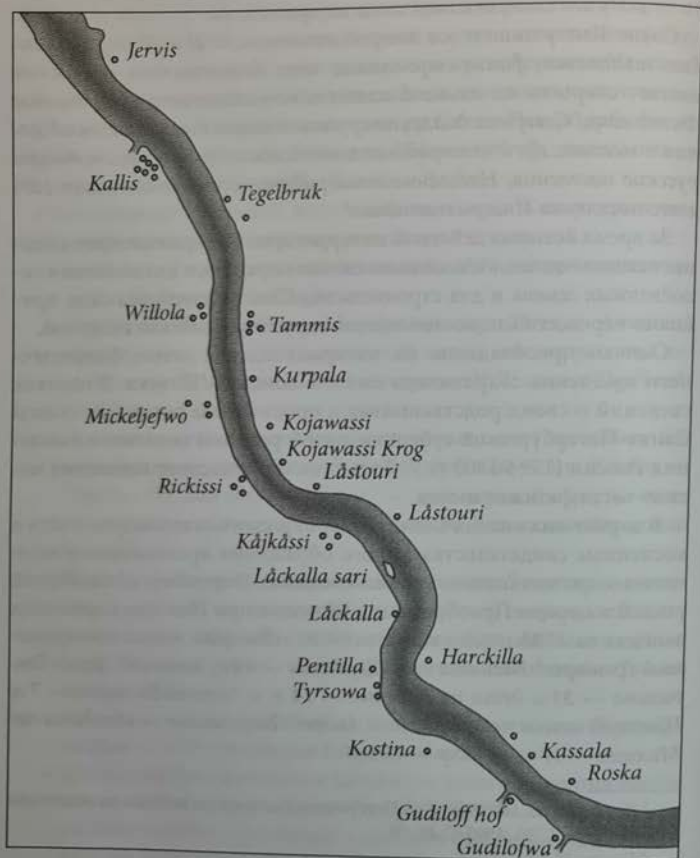 Jervis
Kallis
Tegelbruk
Willola
Tammis
Kurpala
Mickeljefwo
Kojawassi
Kojawassi Krog
Låstouri
Rickissi
Låstouri
Kåjkåssi
Låckalla sari
Låckalla
Harckilla
Pentilla
Tyrsowa
Kostina
Kassala
Roska
Gudiloff hof
Gudilofwa